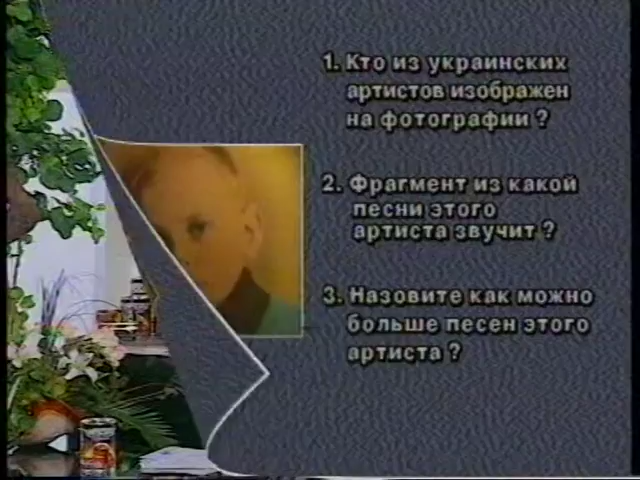 1. Кто из украинских
артистов изображен
на фотографии ?
2. Фрагмент из какой
песни этого
артиста звучит ?
3. Назовите как можно
больше песен этого
артиста ?